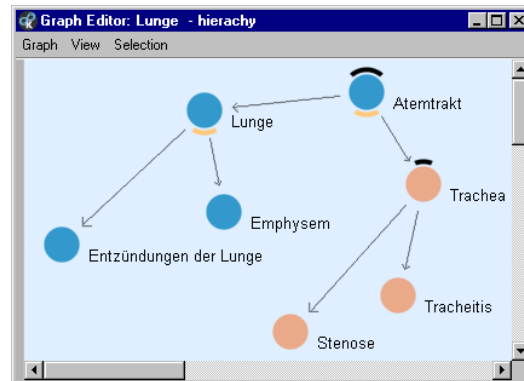 Graph Editor: Lunge - hierachy
Graph View Selection
Lunge
Atemtrakt
Trachea
Emphysem
Entzündungen der Lunge
Tracheitis
Stenose